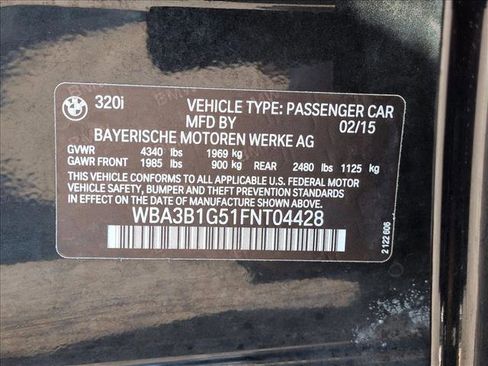 BMW
320i VEHICLE TYPE: PASSENGER CAR
MFD BY 02/15
BAYERISCHE MOTOREN WERKE AG
GVWR 4340 lbs 1969 kg
GAWR FRONT 1985 lbs 900 kg REAR 2480 lbs 1125 kg
THIS VEHICLE CONFORMS TO ALL APPLICABLE U.S. FEDERAL MOTOR
VEHICLE SAFETY, BUMPER, AND THEFT PREVENTION STANDARDS
IN EFFECT ON THE DATE OF MANUFACTURE SHOWN ABOVE.
WBA3B1G51FNT04428
2 122 606